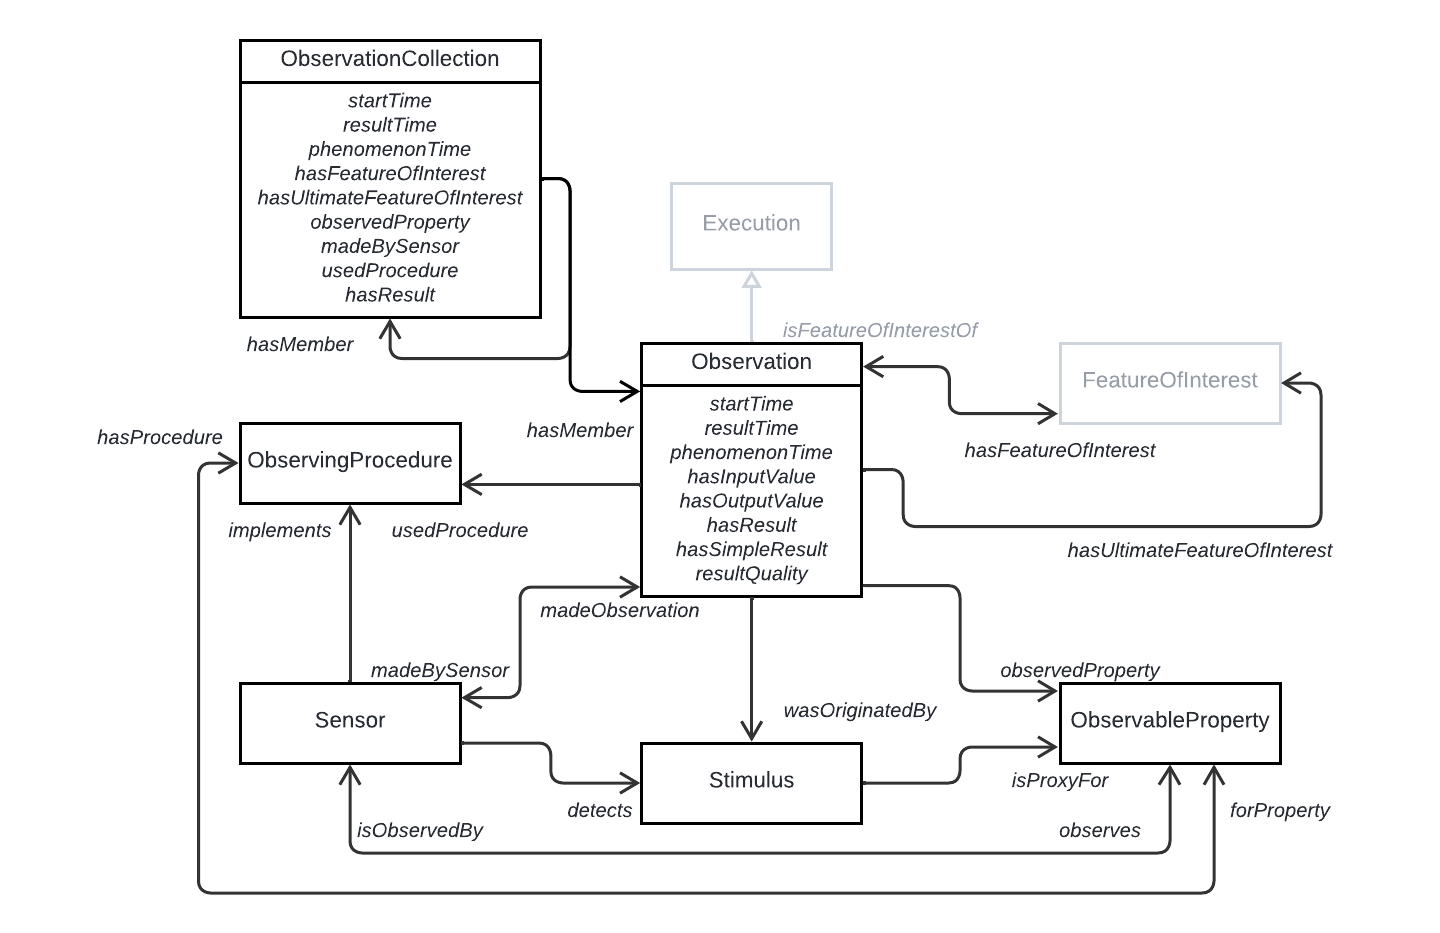 ObservationCollection
startTime
resultTime
phenomenonTime
hasFeatureOfInterest
hasUltimateFeatureOfInterest
observedProperty
madeBySensor
usedProcedure
hasResult
hasMember
hasMember
Execution
isFeatureOfInterestOf
Observation
startTime
resultTime
phenomenonTime
hasInputValue
hasOutputValue
hasResult
hasSimpleResult
resultQuality
FeatureOfInterest
hasFeatureOfInterest
hasUltimateFeatureOfInterest
hasProcedure
ObservingProcedure
implements
usedProcedure
madeObservation
madeBySensor
Sensor
wasOriginatedBy
observedProperty
ObservableProperty
Stimulus
detects
isProxyFor
isObservedBy
observes
forProperty